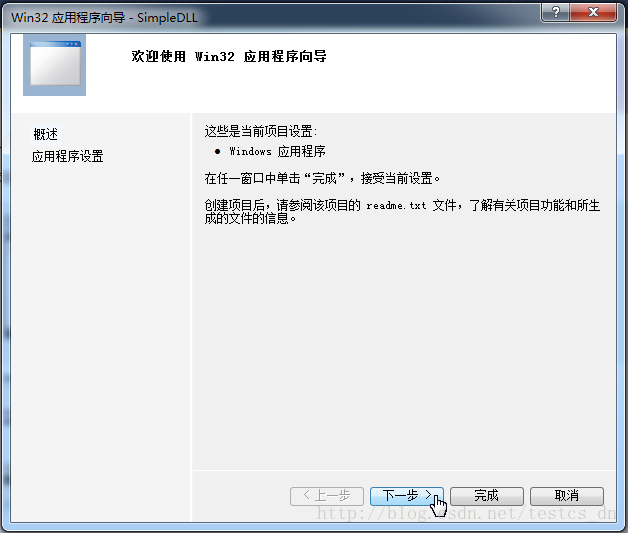 Win32 应用程序向导 - SimpleDLL
欢迎使用 Win32 应用程序向导
概述
应用程序设置
这些是当前项目设置:
● Windows 应用程序
在任一窗口中单击“完成”，接受当前设置。
创建项目后，请参阅该项目的 readme.txt 文件，了解有关项目功能和所生
成的文件的信息。
< 上一步
下一步 >
完成
取消
http://blog.csdn.net/testcs_dn